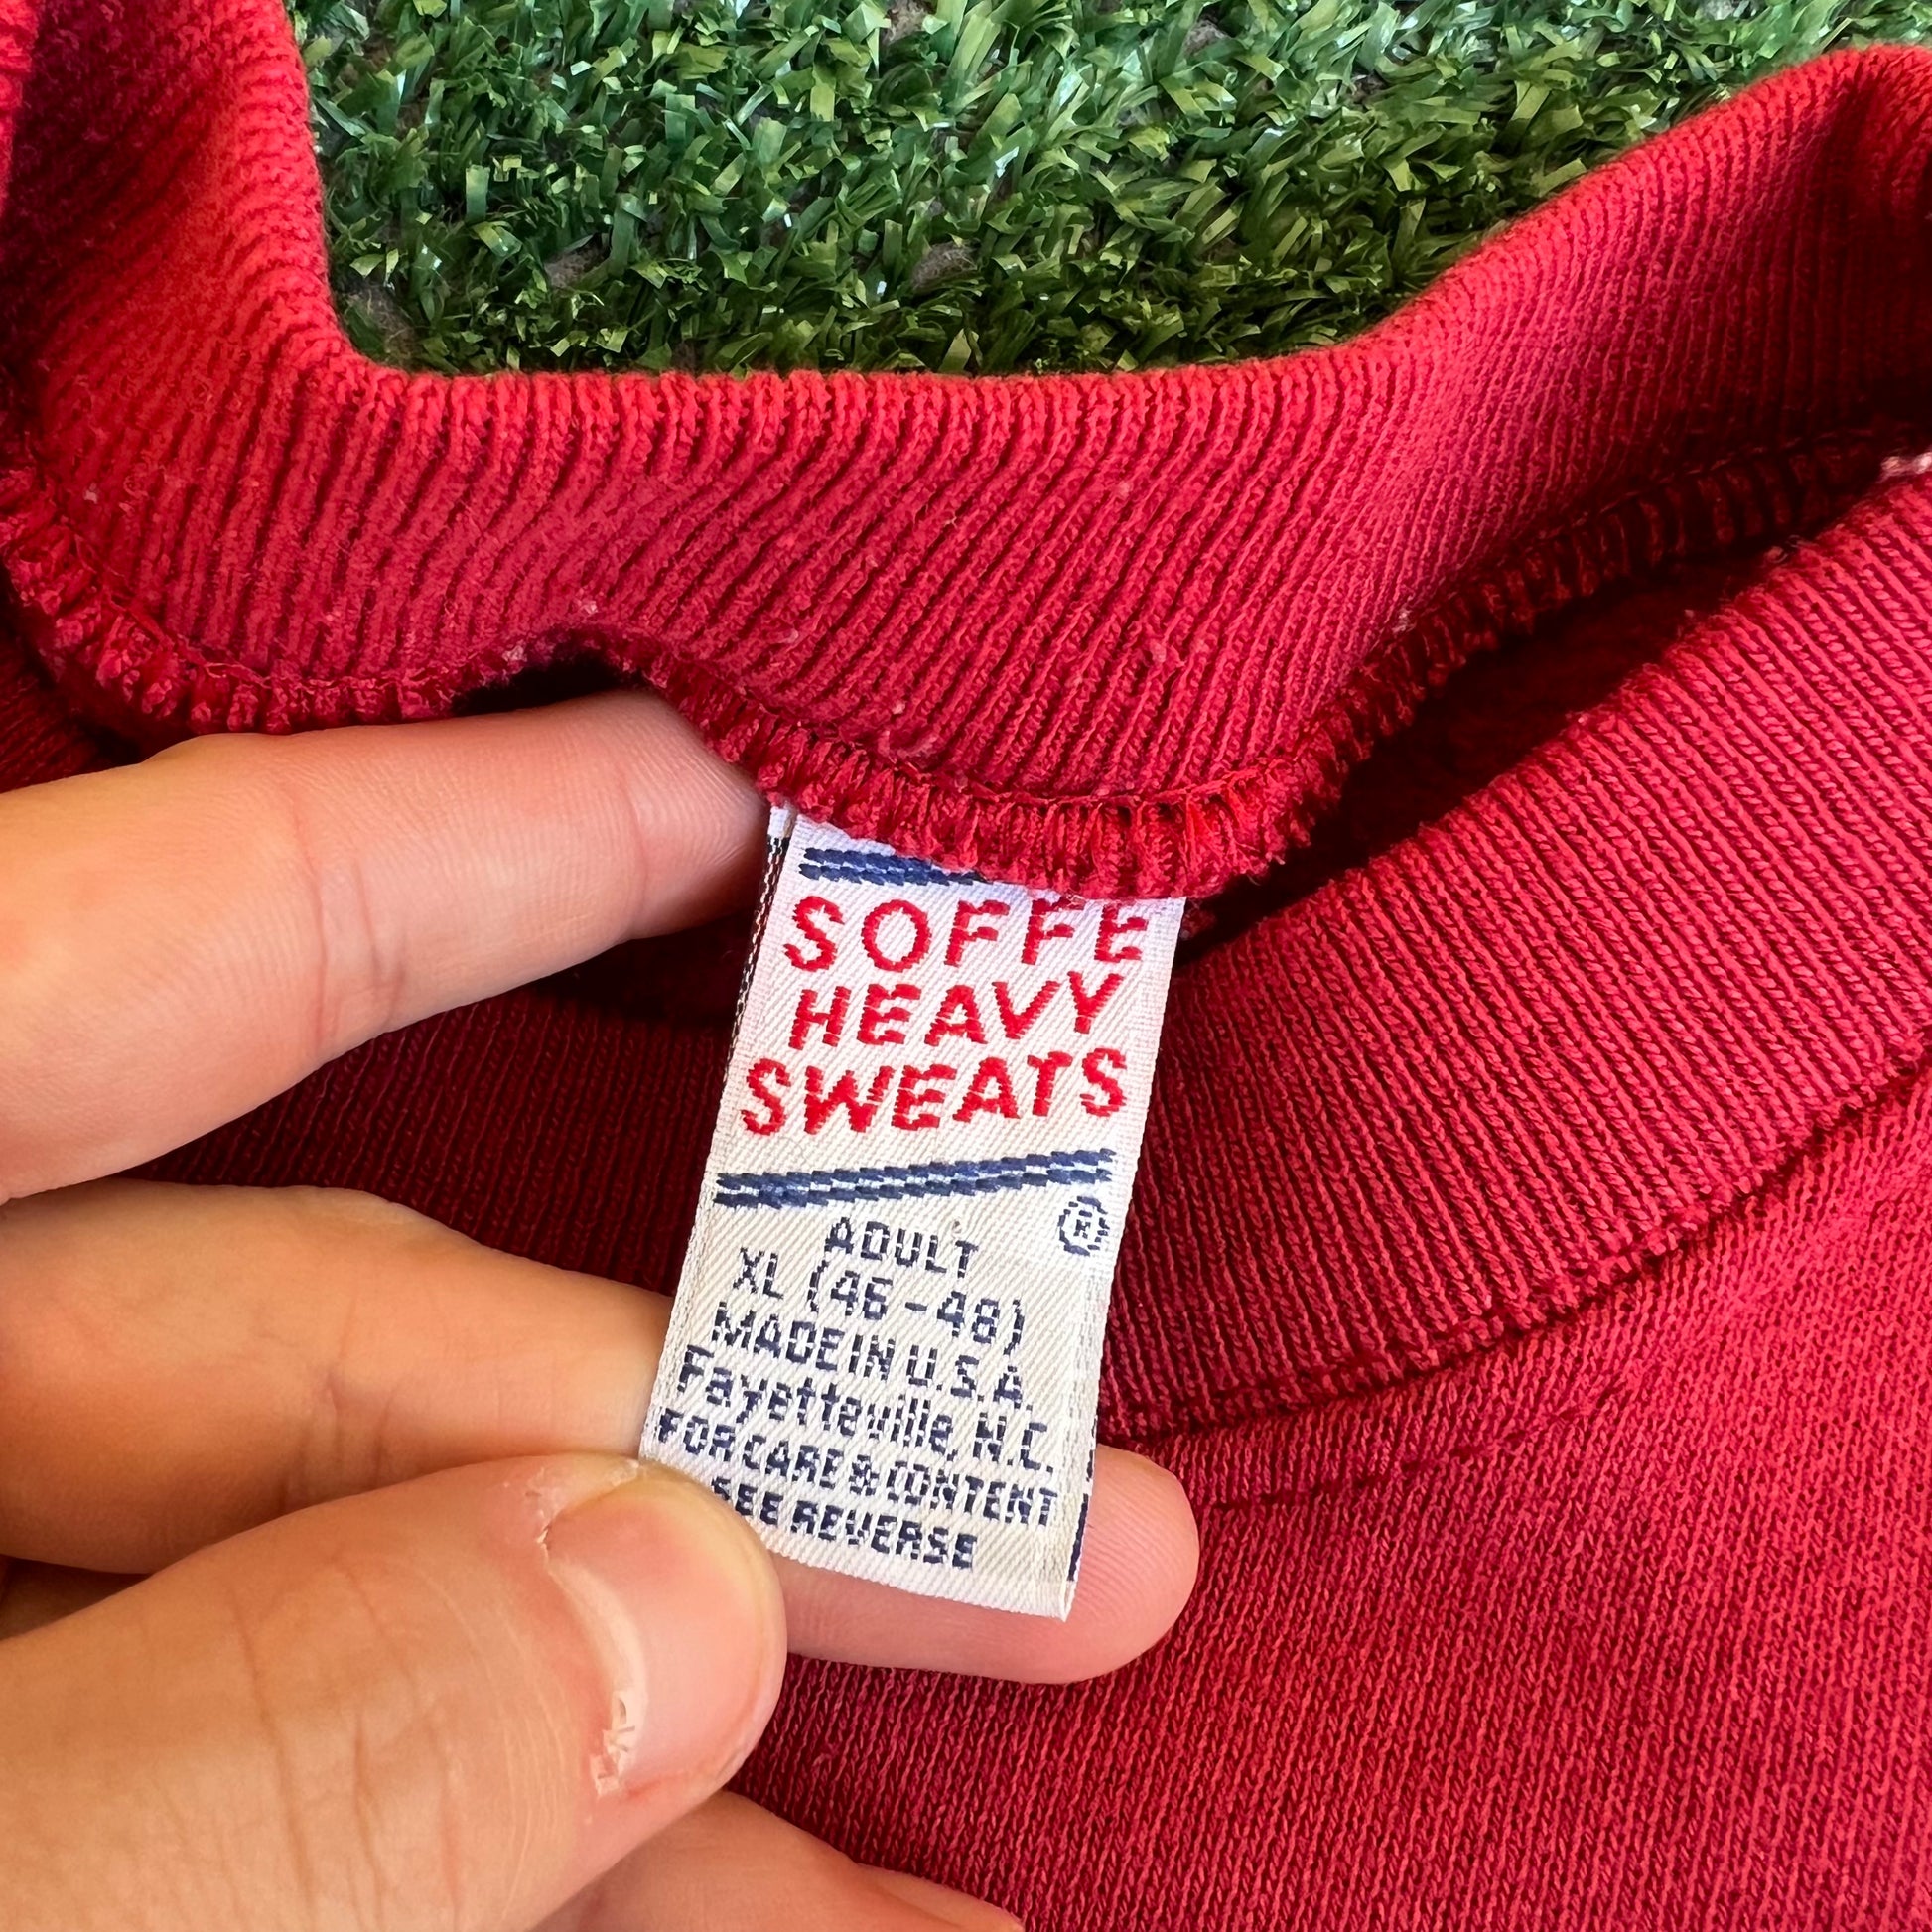 SOFFE
HEAVY
SWEATS
®
ADULT
XL (46-48)
MADE IN U.S.A.
Fayetteville, N.C.
FOR CARE & CONTENT
SEE REVERSE